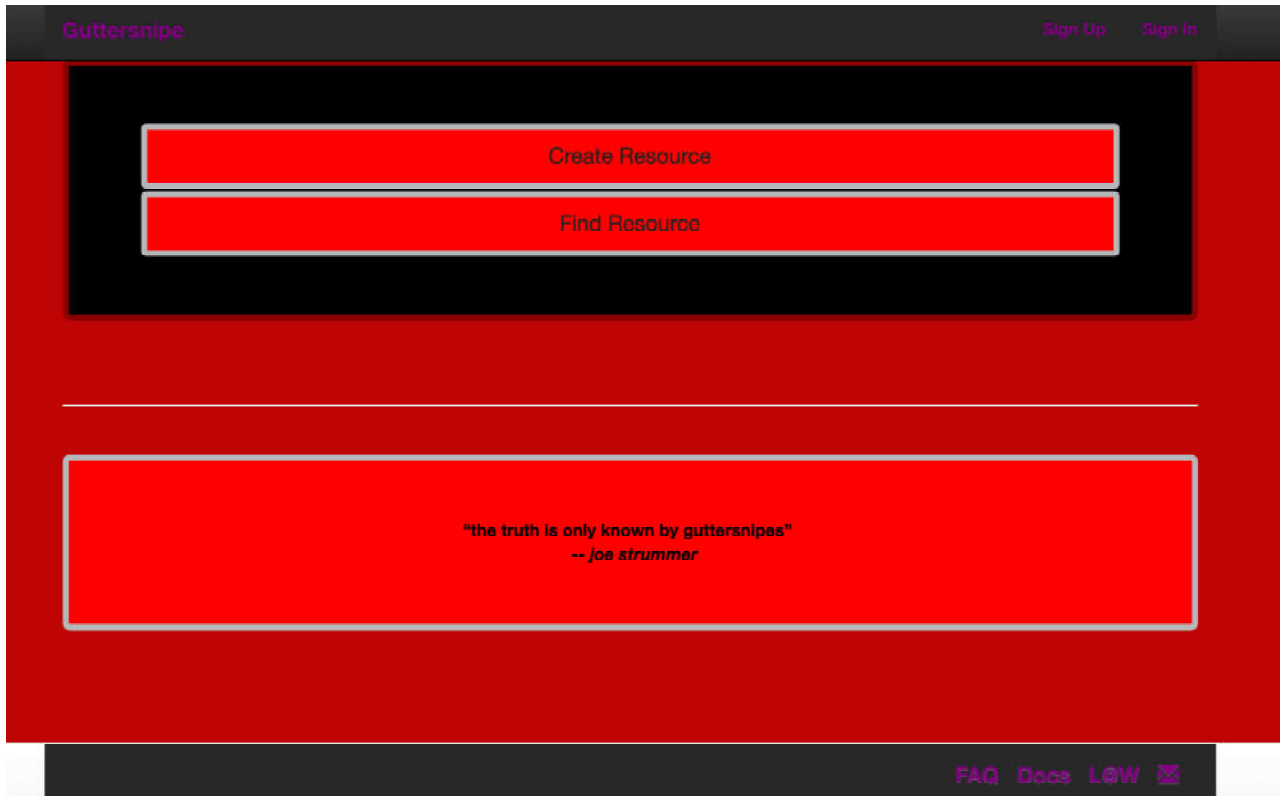 Guttersnipe
Sign Up Sign In
Create Resource
Find Resource
“the truth is only known by guttersnipes”
-- joe strummer
FAQ Docs L@W